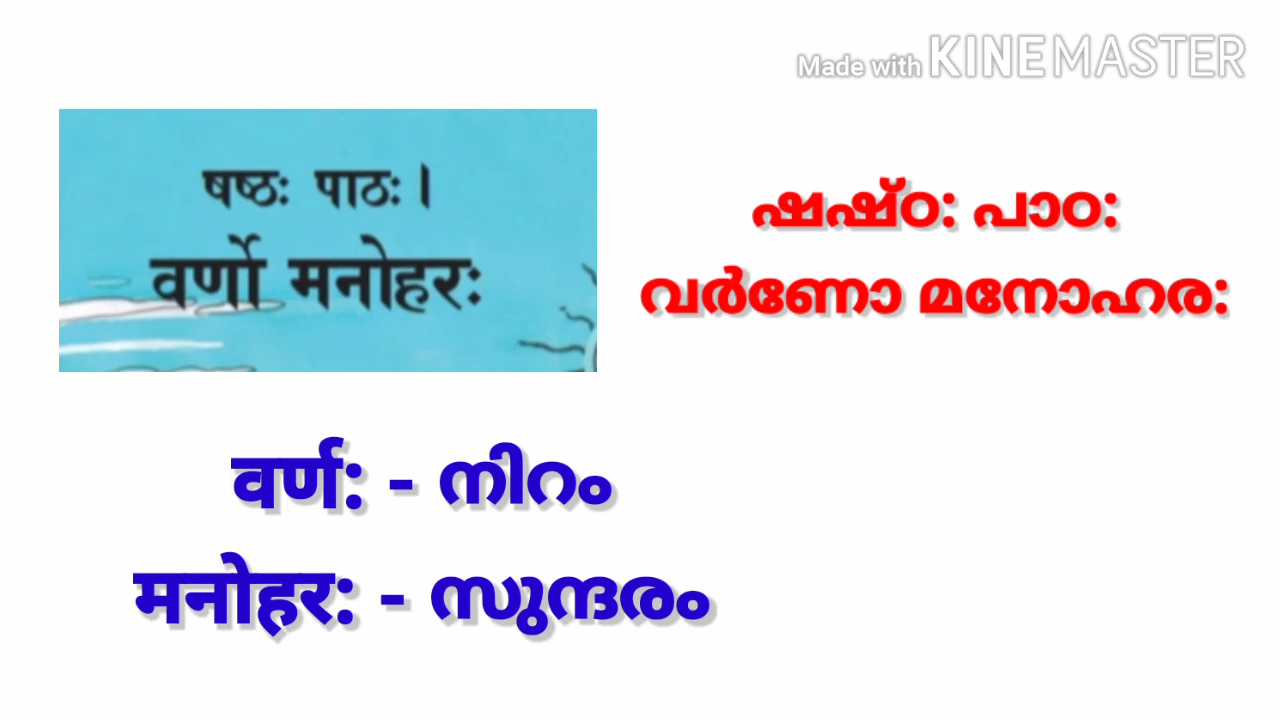 Made with KINEMASTER
षष्ठः पाठः ।
वर्णो मनोहरः
ഷഷ്ഠ: പാഠ:
വർണോ മനോഹര:
वर्ण: - നിറം
मनोहर: - സുന്ദരം